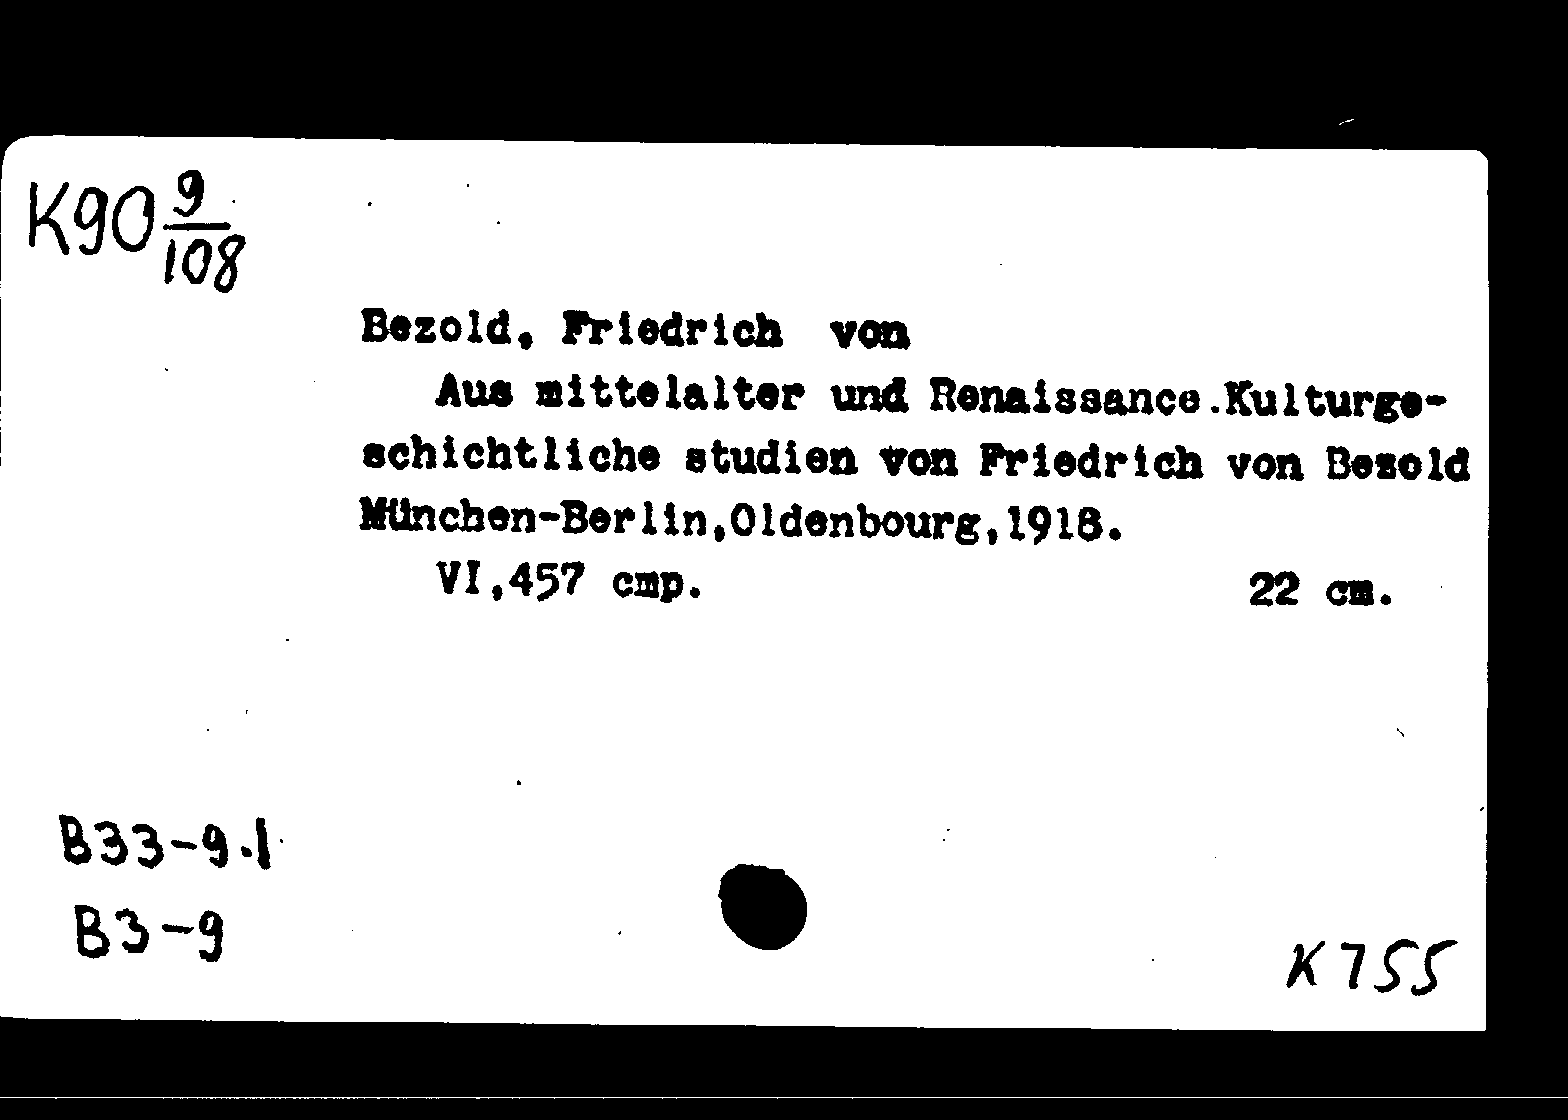 K90 9/108
Bezold, Friedrich von
Aus mittelalter und Renaissance.Kulturge-
schichtliche studien von Friedrich von Bezold
München-Berlin,Oldenbourg,1918.
VI,457 cmp.
22 cm.
B33-9.1
B3-9
K755